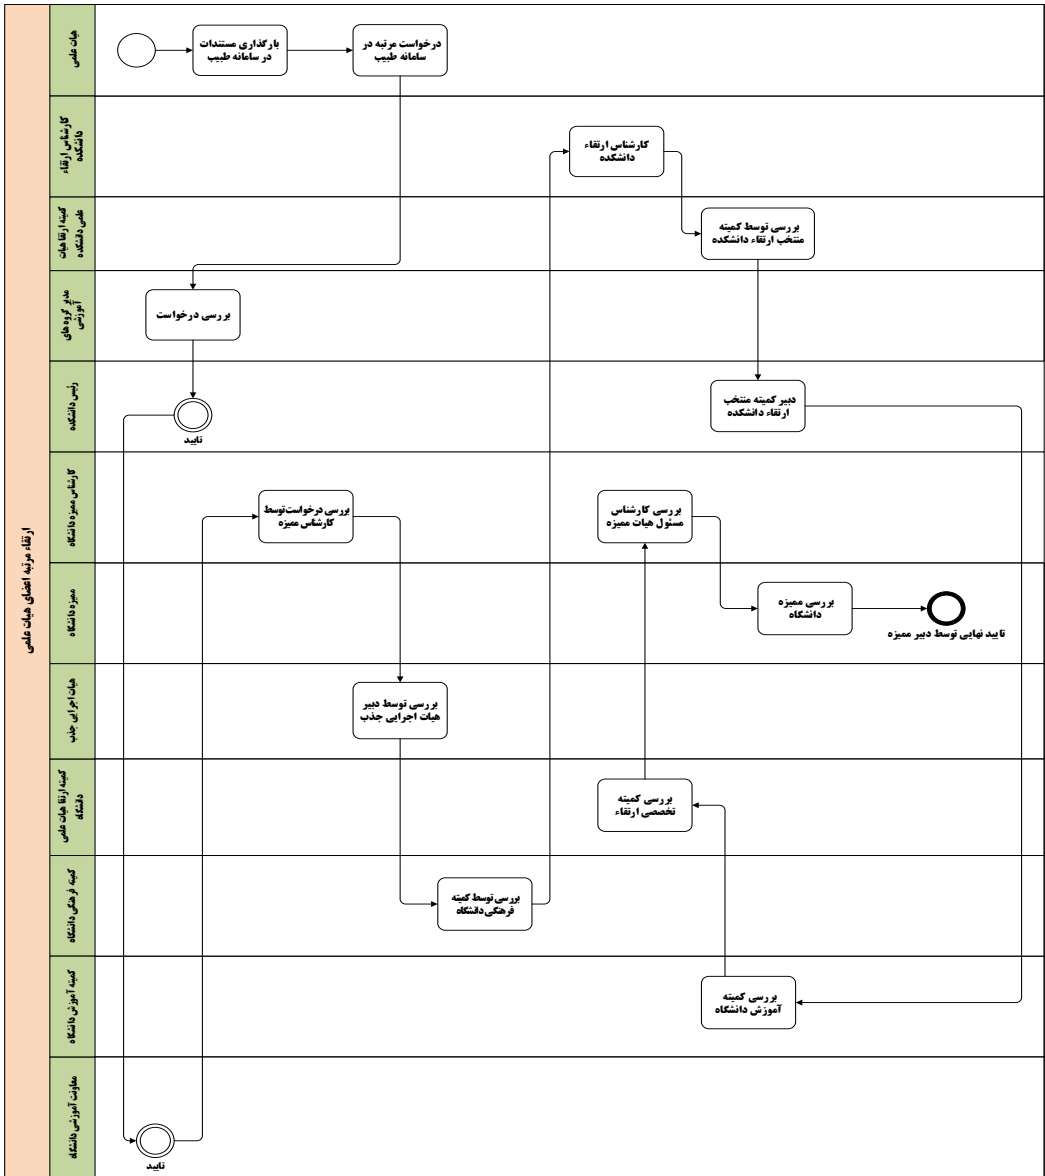 ارتقاء مرتبه اعضای هیات علمی
هیات علمی
بارگذاری مستندات
در سامانه طبیب
درخواست مرتبه در
سامانه طبیب
کارشناس ارتقاء
دانشکده
کارشناس ارتقاء
دانشکده
کمیته ارتقا هیات
علمی دانشکده
بررسی توسط کمیته
منتخب ارتقاء دانشکده
مدیر گروه های
آموزشی
بررسی درخواست
رئیس دانشکده
تایید
دبیر کمیته منتخب
ارتقاء دانشکده
کارشناس ممیزه دانشگاه
بررسی درخواست توسط
کارشناس ممیزه
بررسی کارشناس
مسئول هیات ممیزه
ممیزه دانشگاه
بررسی ممیزه
دانشگاه
تایید نهایی توسط دبیر ممیزه
هیات اجرایی جذب
بررسی توسط دبیر
هیات اجرایی جذب
کمیته ارتقا هیات علمی
دانشگاه
بررسی کمیته
تخصصی ارتقاء
کمیته فرهنگی دانشگاه
بررسی توسط کمیته
فرهنگی دانشگاه
کمیته آموزش دانشگاه
بررسی کمیته
آموزش دانشگاه
معاونت آموزشی دانشگاه
تایید